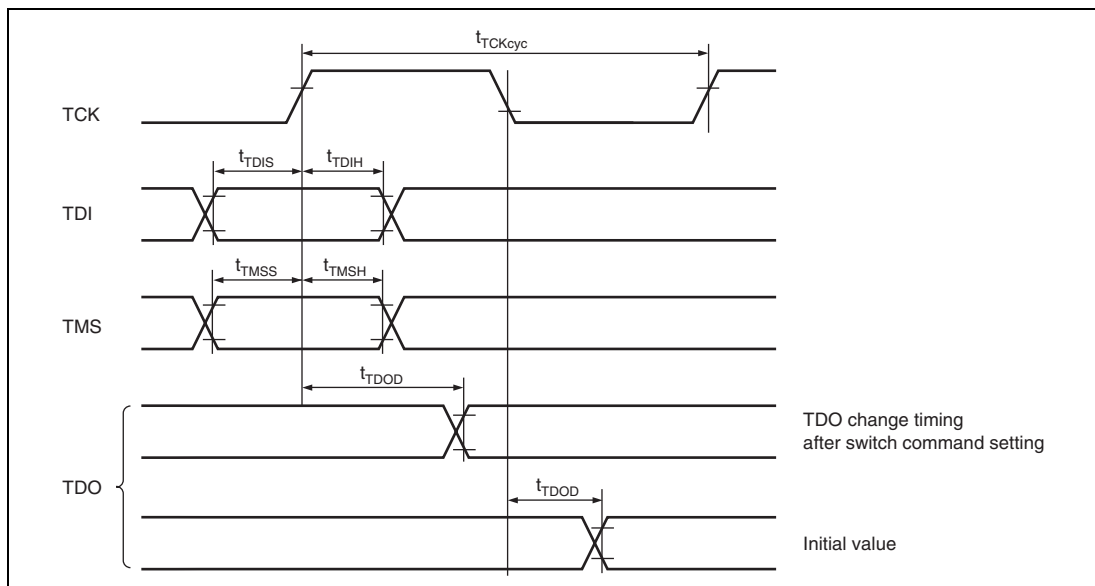 tTCKcyc
TCK
tTDIS tTDIH
TDI
tTMSS tTMSH
TMS
tTDOD
TDO change timing
after switch command setting
TDO
tTDOD
Initial value